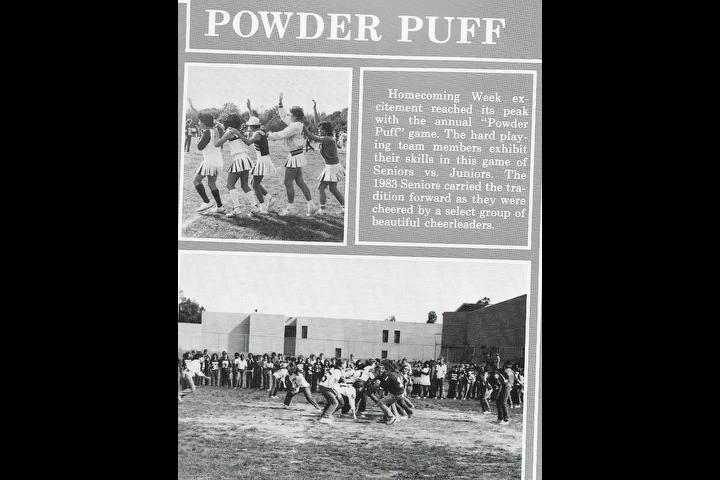 POWDER PUFF
Homecoming Week ex-
citement reached its peak
with the annual "Powder
Puff" game. The hard play-
ing team members exhibit
their skills in this game of
Seniors vs. Juniors. The
1983 Seniors carried the tra-
dition forward as they were
cheered by a select group of
beautiful cheerleaders.